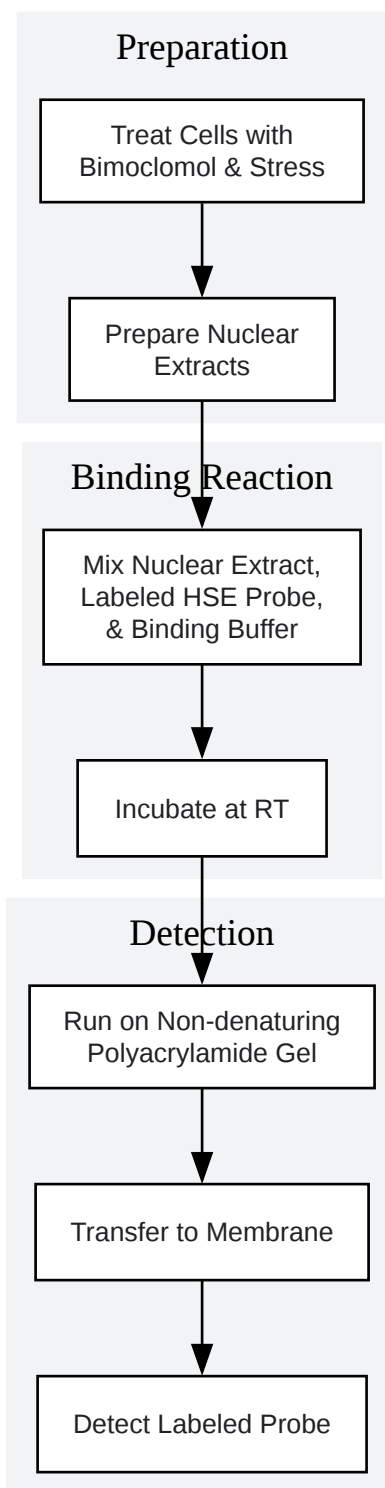 Preparation
Treat Cells with
Bimoclomol & Stress
Prepare Nuclear
Extracts
Binding Reaction
Mix Nuclear Extract,
Labeled HSE Probe,
& Binding Buffer
Incubate at RT
Detection
Run on Non-denaturing
Polyacrylamide Gel
Transfer to Membrane
Detect Labeled Probe